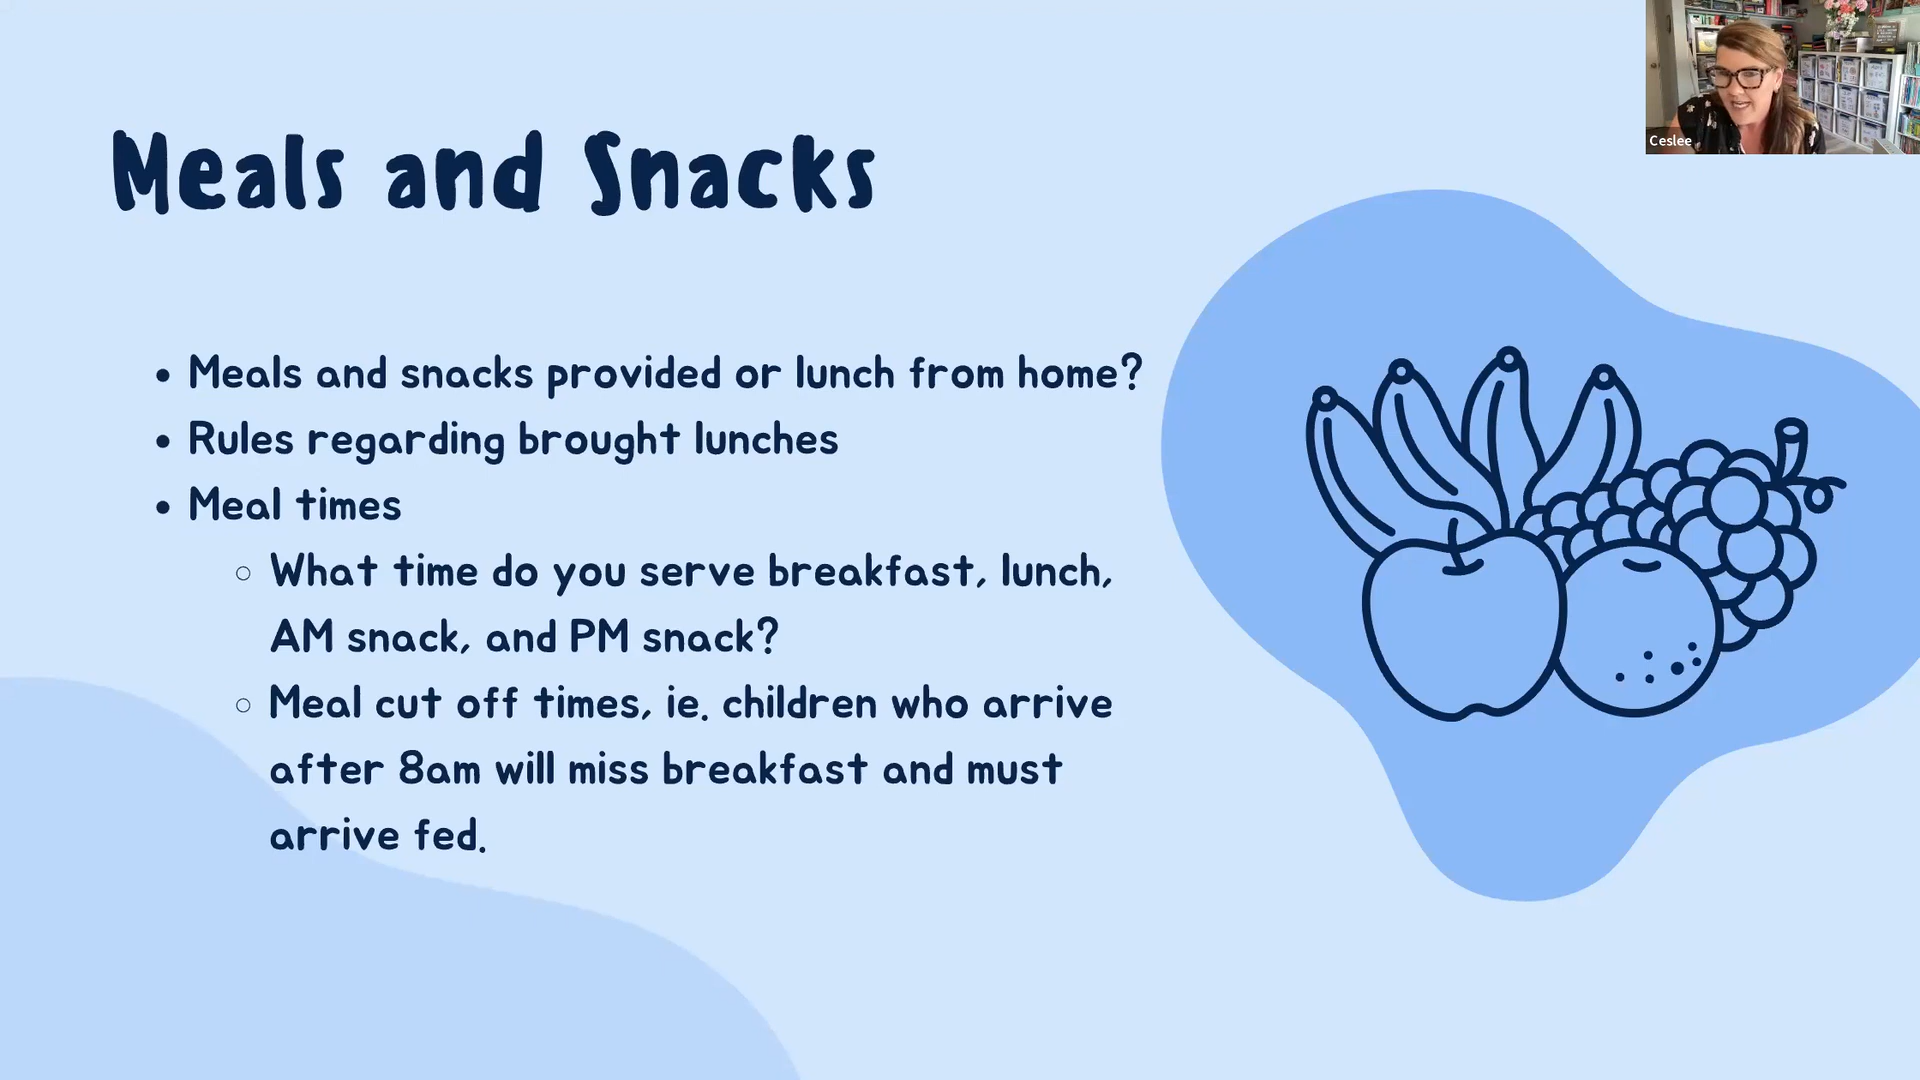 Ceslee
Meals and Snacks
• Meals and snacks provided or lunch from home?
• Rules regarding brought lunches
• Meal times
○ What time do you serve breakfast, lunch,
AM snack, and PM snack?
○ Meal cut off times, ie. children who arrive
after 8am will miss breakfast and must
arrive fed.